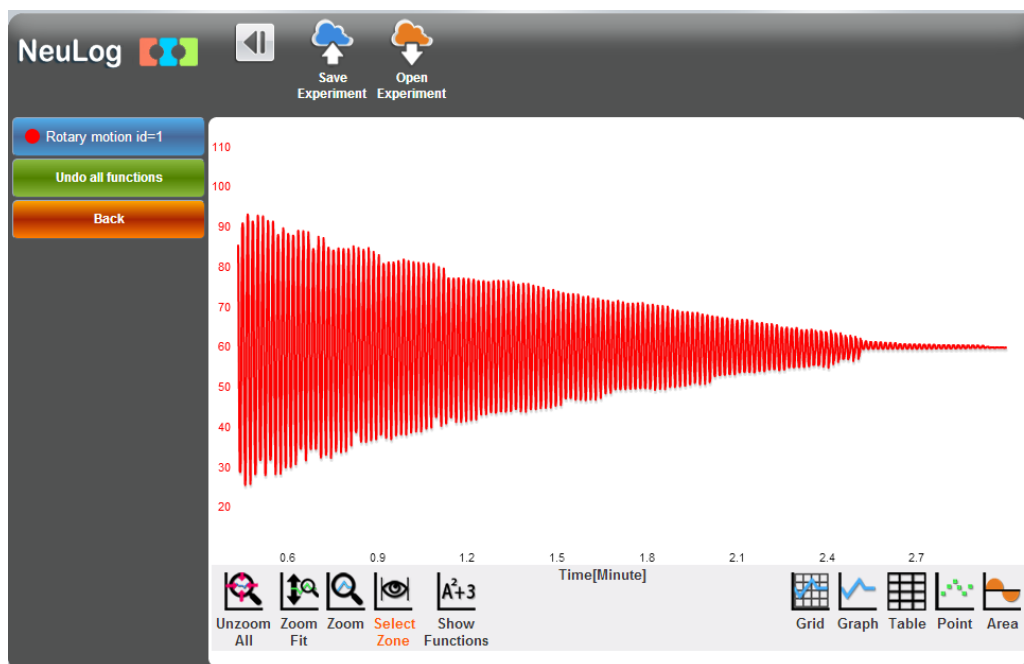 NeuLog
Save
Experiment
Open
Experiment
Rotary motion id=1
Undo all functions
Back
110
100
90
80
70
60
50
40
30
20
0.6 0.9 1.2 1.5 1.8 2.1 2.4 2.7
Time[Minute]
A²+3
Unzoom
All
Zoom
Fit
Zoom
Select
Zone
Show
Functions
Grid
Graph
Table
Point
Area